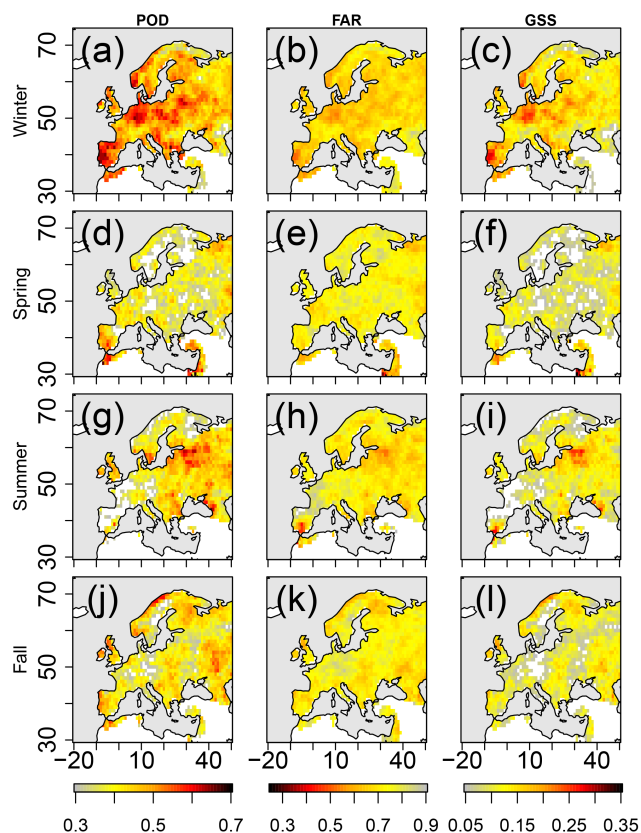 POD FAR GSS
Winter
70
50
30
(a) (b) (c)
Spring
70
50
30
(d) (e) (f)
Summer
70
50
30
(g) (h) (i)
Fall
70
50
30
(j) (k) (l)
−20 10 40 −20 10 40 −20 10 40
0.3 0.5 0.7 0.3 0.5 0.7 0.9 0.05 0.15 0.25 0.35